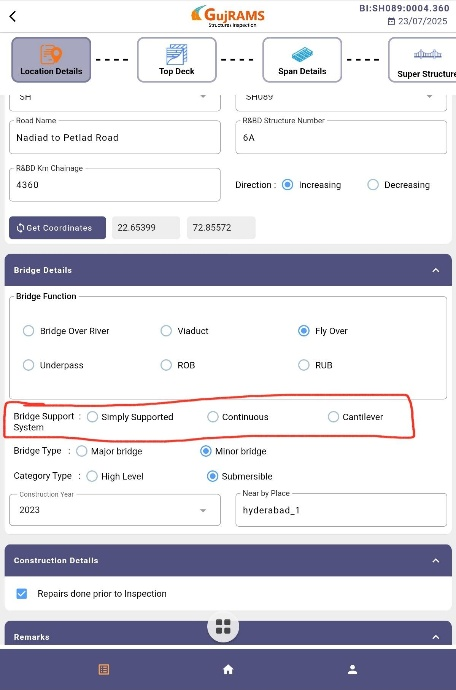 GujRAMS
Structures Inspection
BI:SH089:0004.360
23/07/2025
Location Details
Top Deck
Span Details
Super Structure
SH
SH089
Road Name
Nadiad to Petlad Road
R&BD Structure Number
6A
R&BD Km Chainage
4360
Direction :
Increasing
Decreasing
Get Coordinates
22.65399
72.85572
Bridge Details
Bridge Function
Bridge Over River
Viaduct
Fly Over
Underpass
ROB
RUB
Bridge Support System :
Simply Supported
Continuous
Cantilever
Bridge Type :
Major bridge
Minor bridge
Category Type :
High Level
Submersible
Construction Year
2023
Near by Place
hyderabad_1
Construction Details
Repairs done prior to Inspection
Remarks